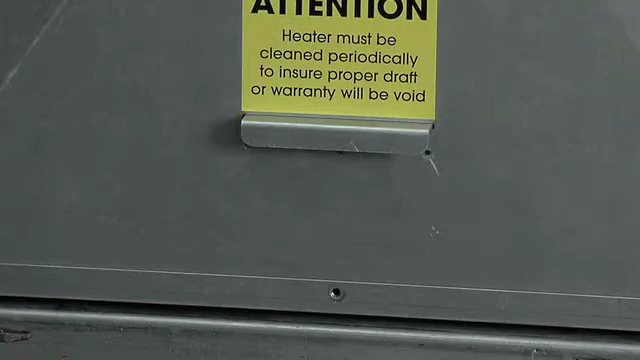 ATTENTION
Heater must be
cleaned periodically
to insure proper draft
or warranty will be void